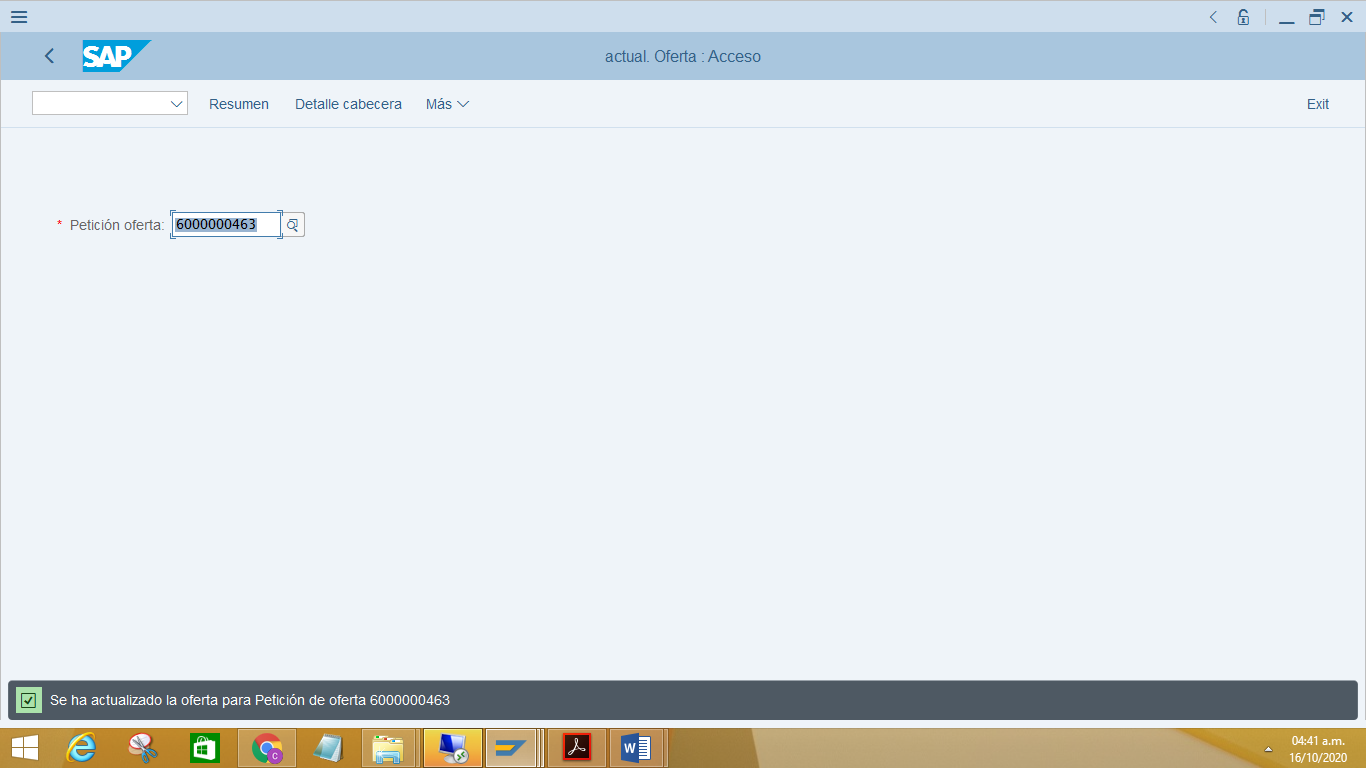 SAP
actual. Oferta : Acceso
Resumen
Detalle cabecera
Más
Exit
* Petición oferta: 6000000463
Se ha actualizado la oferta para Petición de oferta 6000000463
04:41 a.m.
16/10/2020